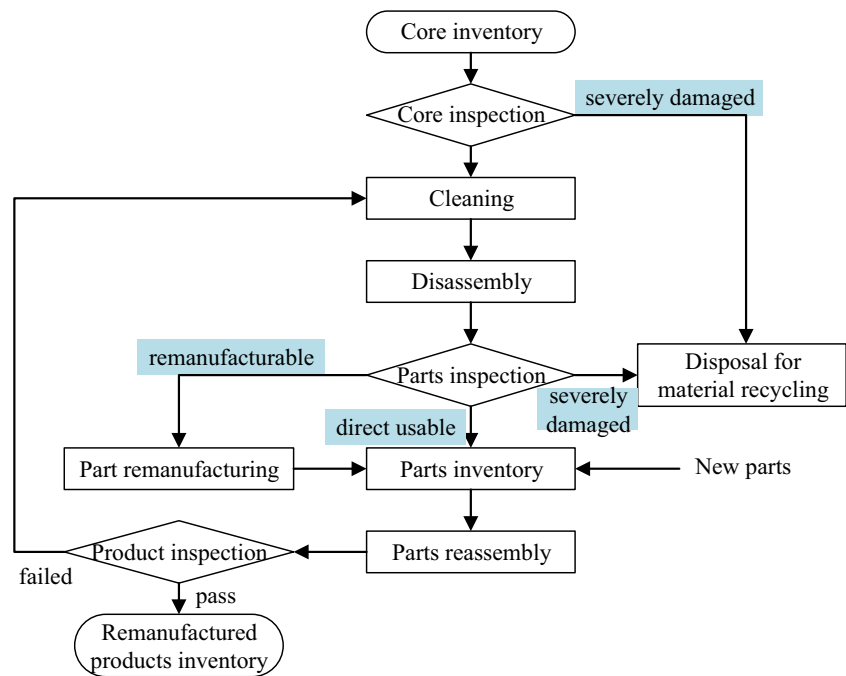 Core inventory
severely damaged
Core inspection
Cleaning
Disassembly
remanufacturable
Parts inspection
Disposal for
material recycling
severely
damaged
direct usable
Part remanufacturing
Parts inventory
New parts
Product inspection
Parts reassembly
failed
pass
Remanufactured
products inventory